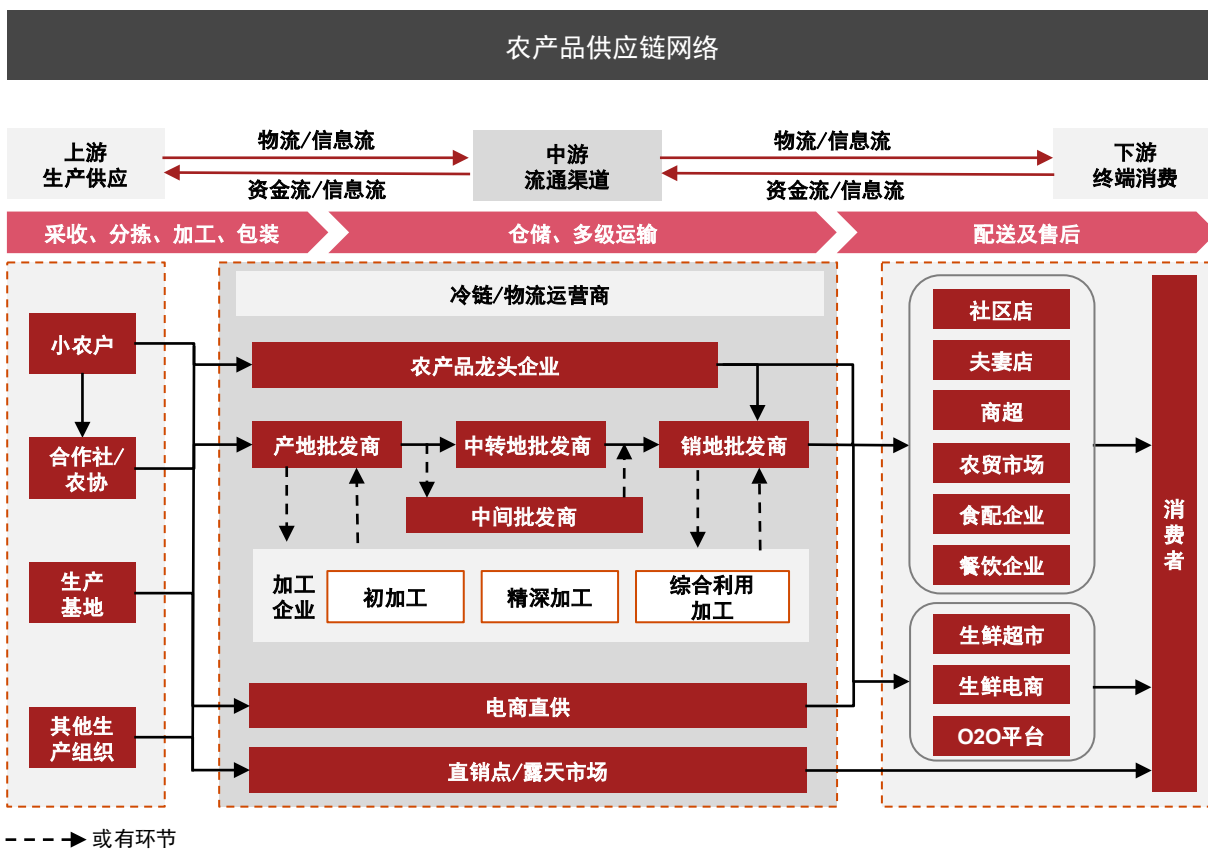 农产品供应链网络
上游
生产供应
物流/信息流
资金流/信息流
中游
流通渠道
物流/信息流
资金流/信息流
下游
终端消费
采收、分拣、加工、包装
仓储、多级运输
配送及售后
小农户
合作社/
农协
生产
基地
其他生
产组织
冷链/物流运营商
农产品龙头企业
产地批发商
中转地批发商
销地批发商
中间批发商
加工
企业
初加工
精深加工
综合利用
加工
电商直供
直销点/露天市场
社区店
夫妻店
商超
农贸市场
食配企业
餐饮企业
生鲜超市
生鲜电商
O2O平台
消
费
者
或有环节